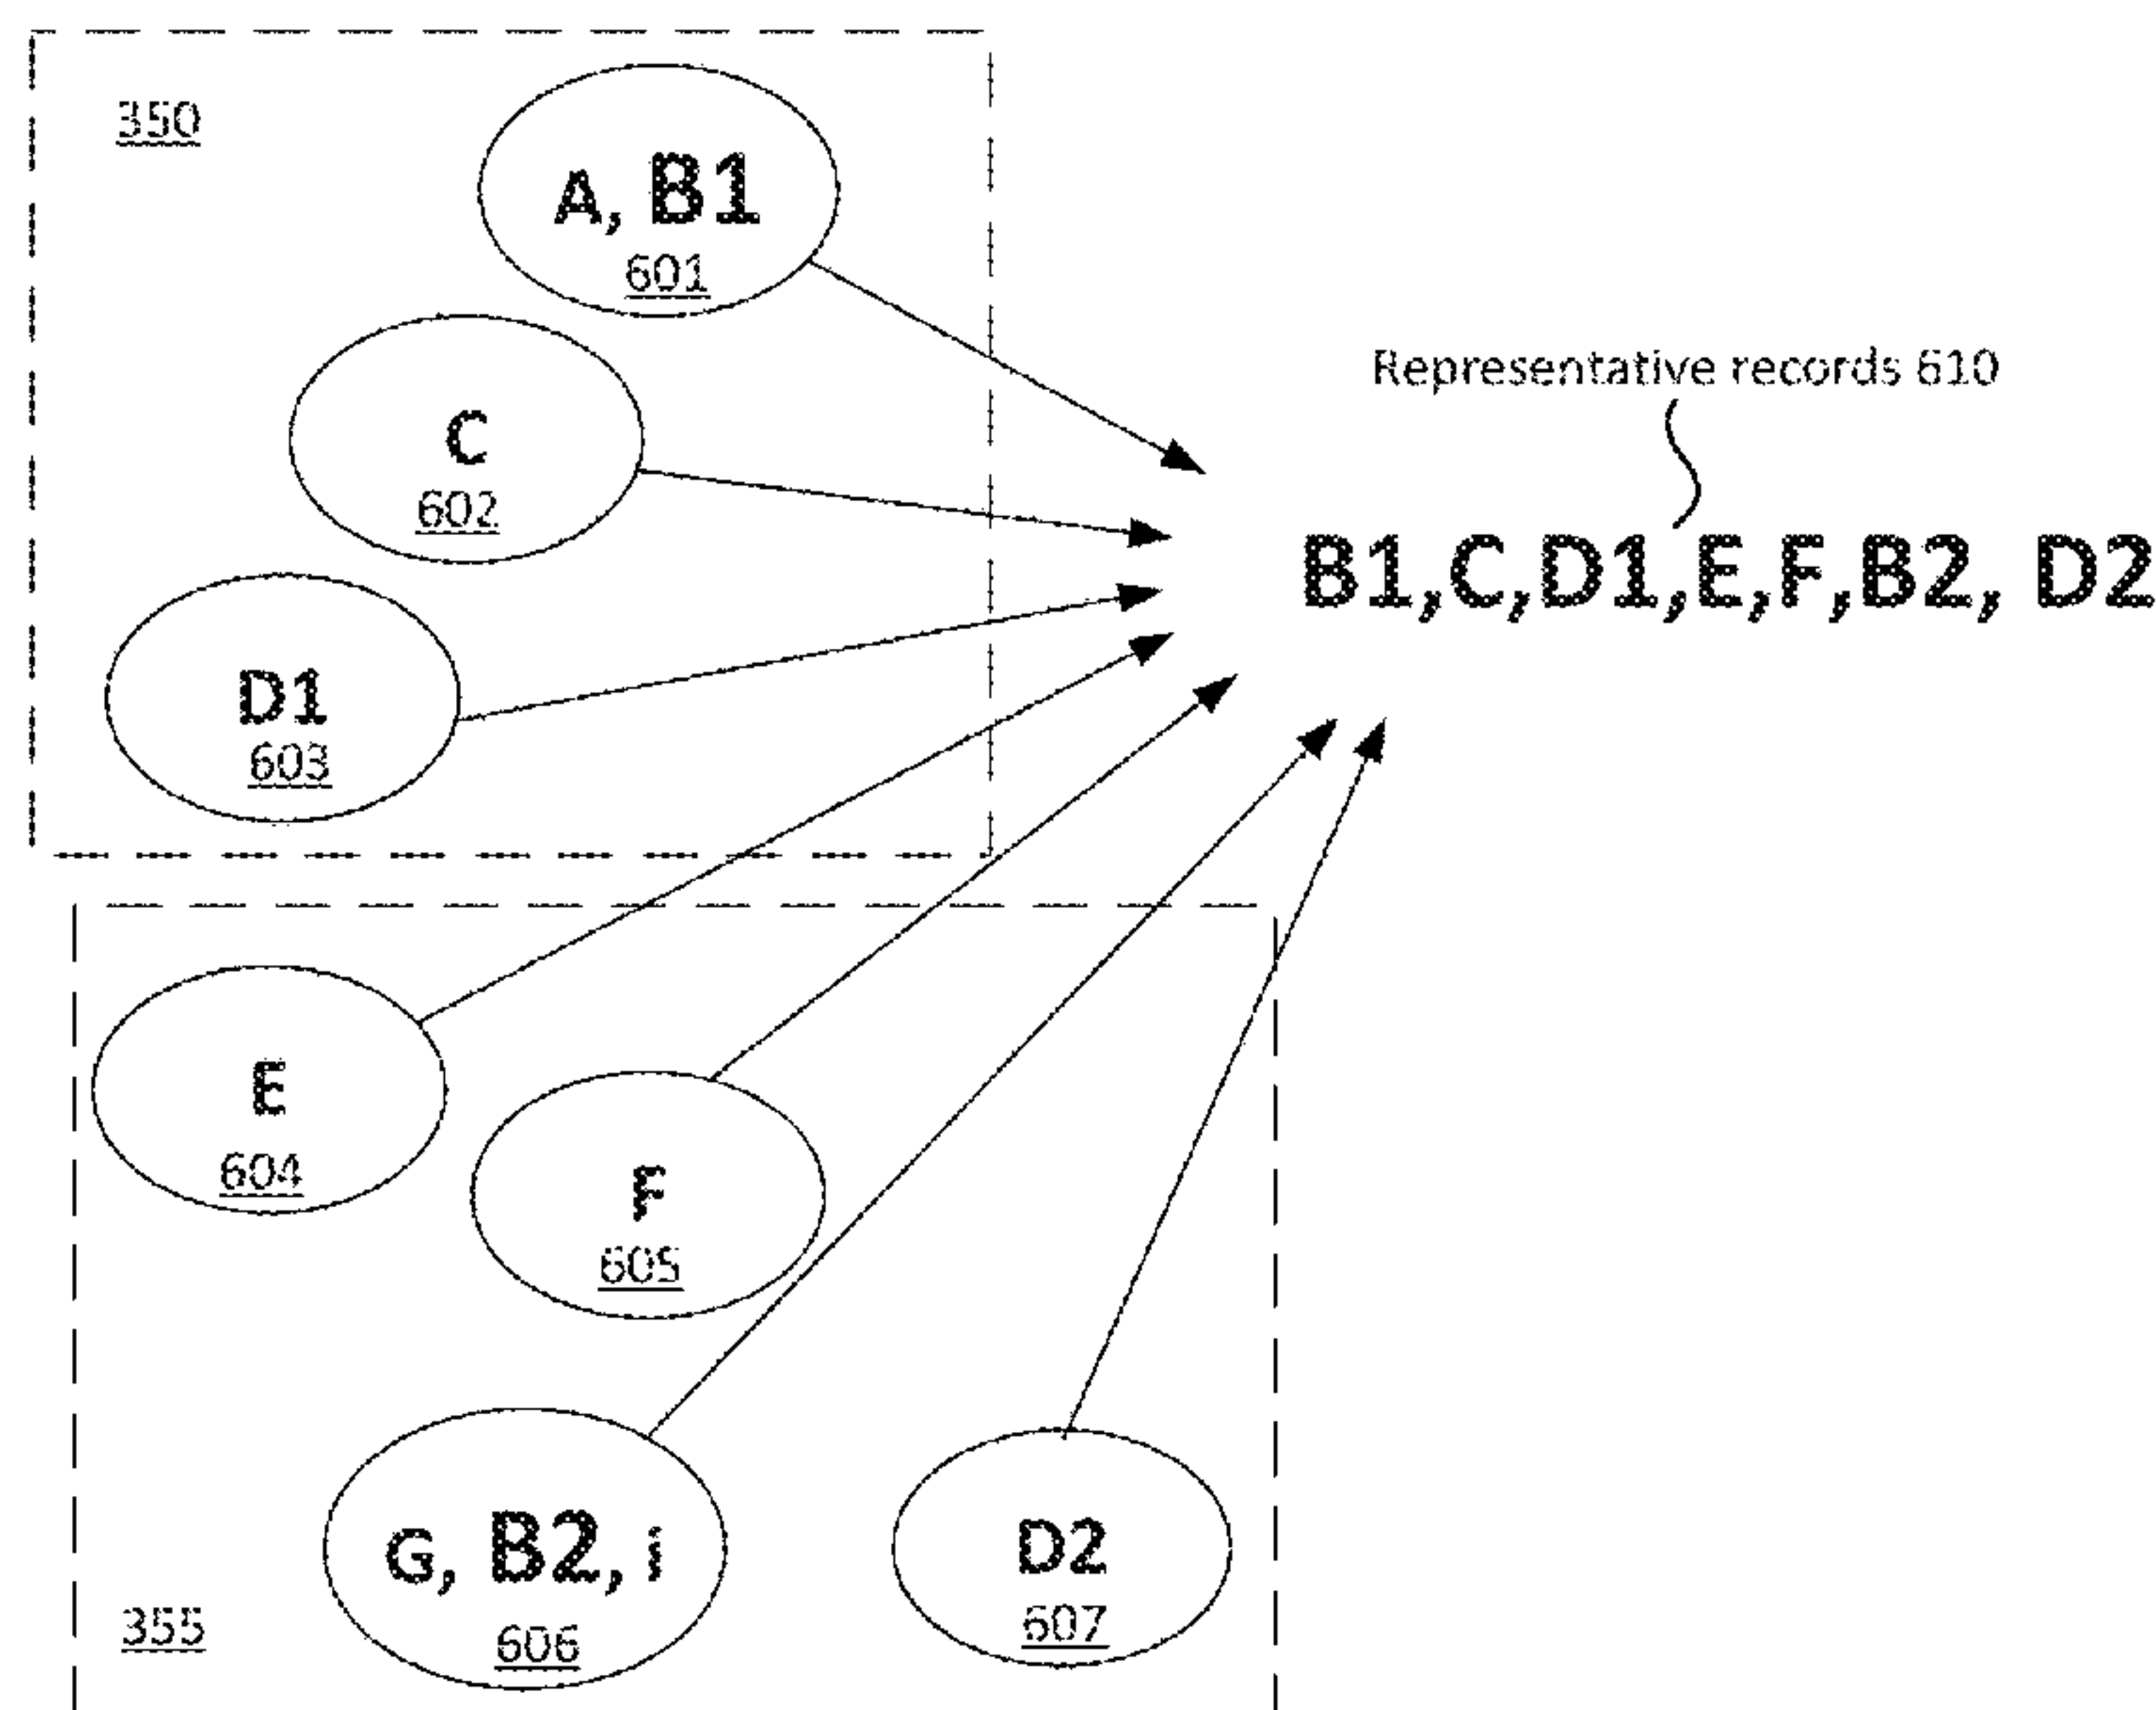 350
A, B1
601
Representative records 610
C
602
B1,C,D1,E,F,B2, D2
D1
603
E
604
F
605
G, B2, i
606
D2
607
355